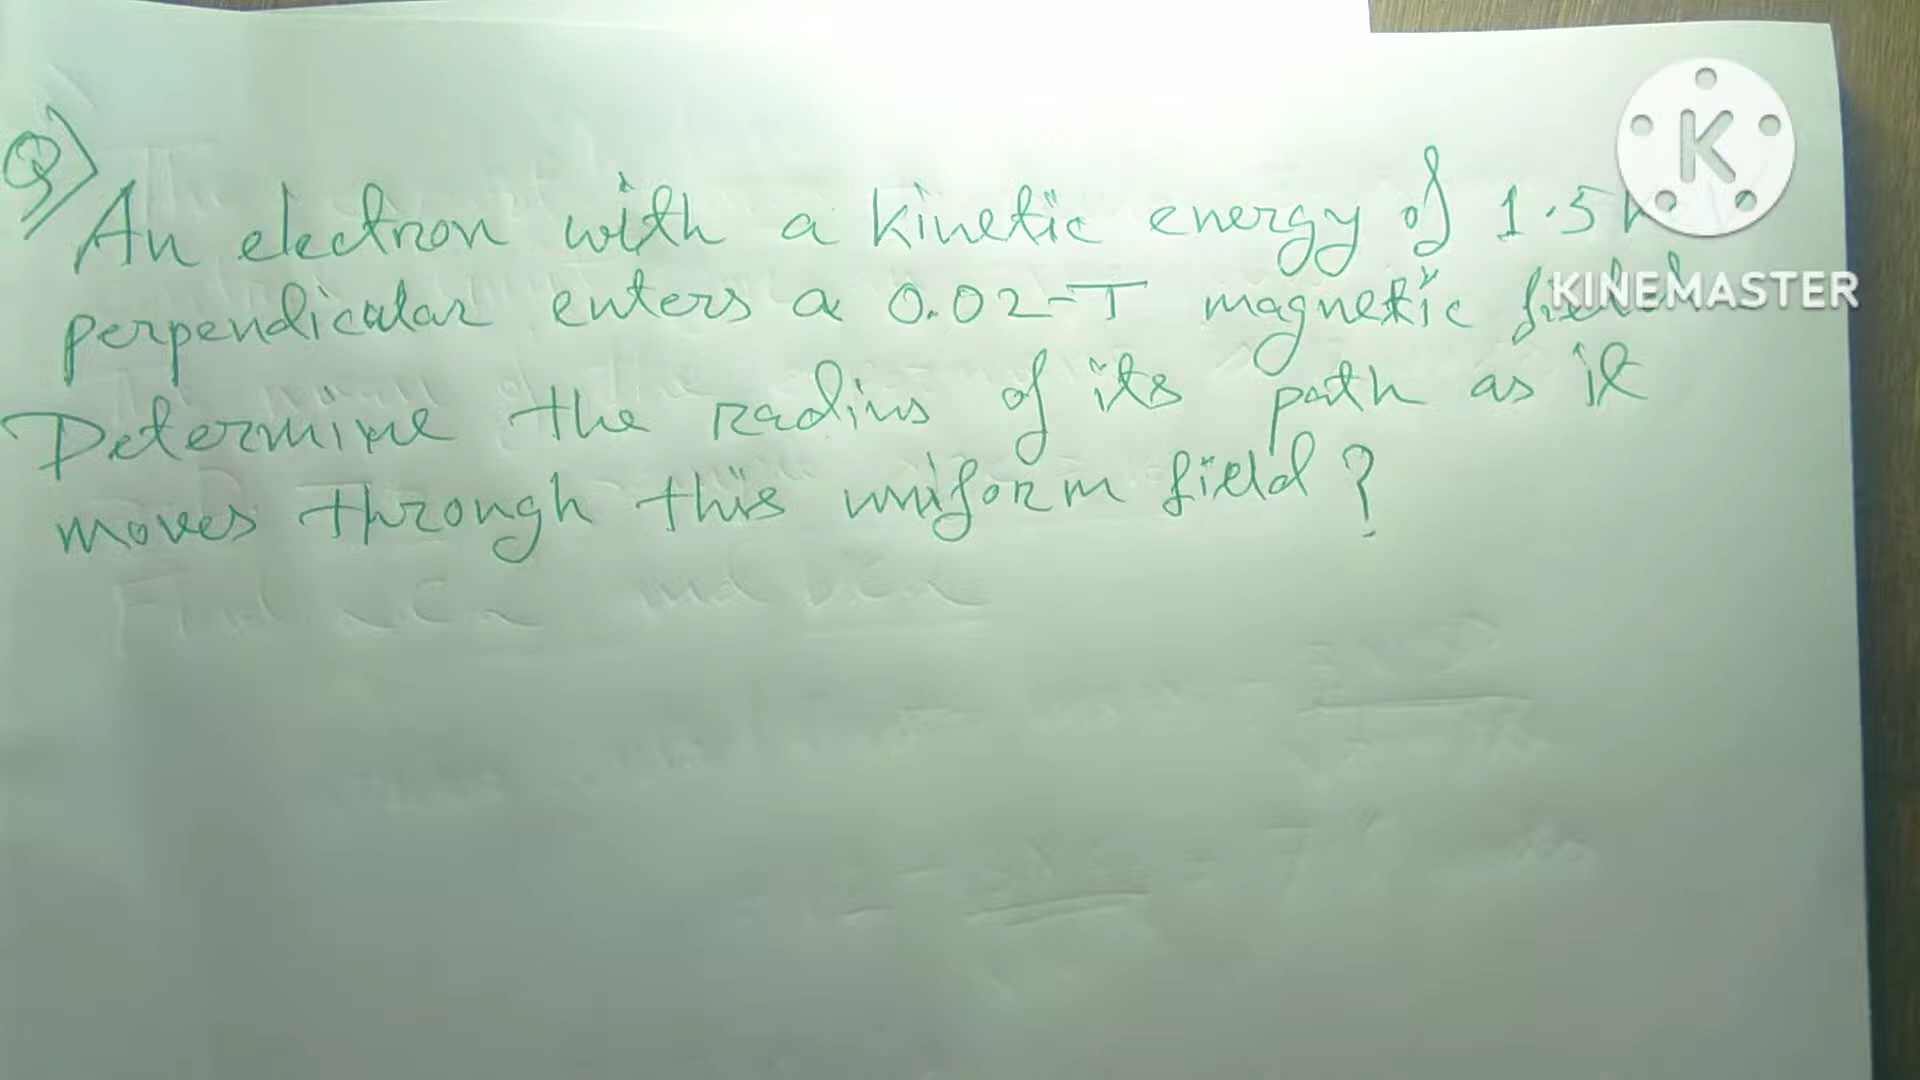 Q)
An electron with a kinetic energy of 1.5
perpendicular enters a 0.02-T magnetic field
Determine the radius of its path as it
moves through this uniform field?
K
KINEMASTER